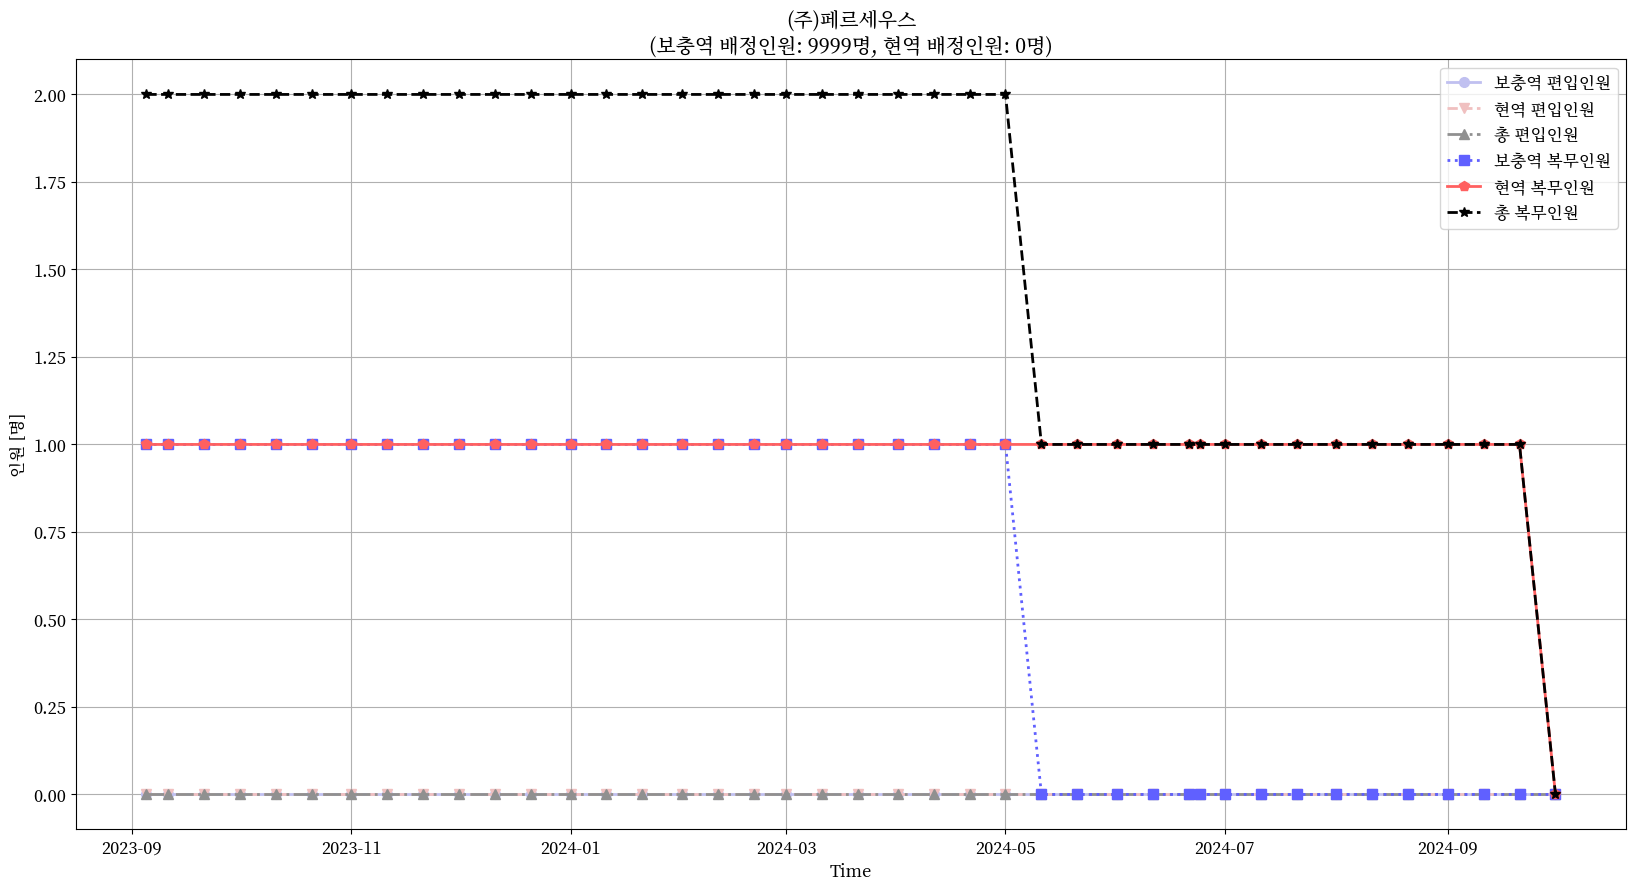 (주)페르세우스
(보충역 배정인원: 9999명, 현역 배정인원: 0명)
보충역 편입인원
현역 편입인원
총 편입인원
보충역 복무인원
현역 복무인원
총 복무인원
2.00
1.75
1.50
1.25
1.00
0.75
0.50
0.25
0.00
인원 [명]
2023-09
2023-11
2024-01
2024-03
2024-05
2024-07
2024-09
Time